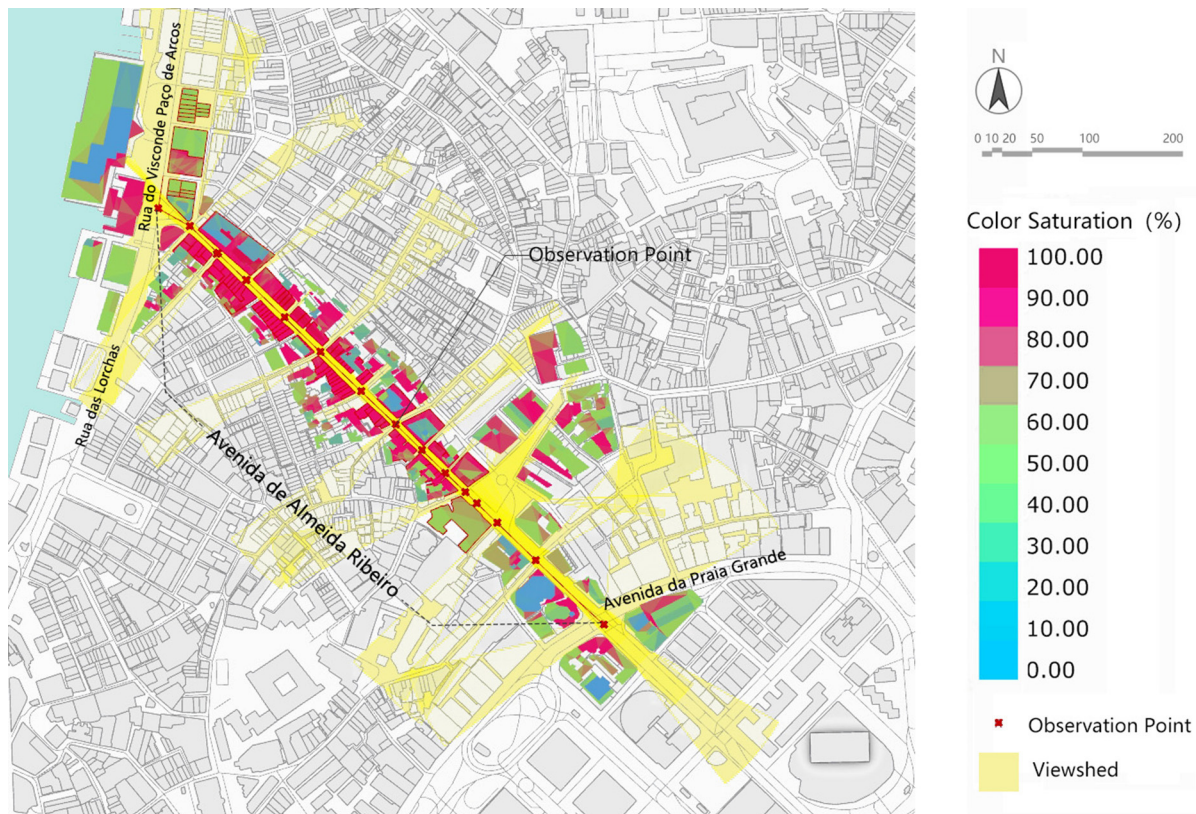 Rua do Visconde Paço de Arcos
Observation Point
Rua das Lorchas
Avenida de Almeida Ribeiro
Avenida da Praia Grande
N
0 10 20 50 100 200
Color Saturation (%)
100.00
90.00
80.00
70.00
60.00
50.00
40.00
30.00
20.00
10.00
0.00
Observation Point
Viewshed